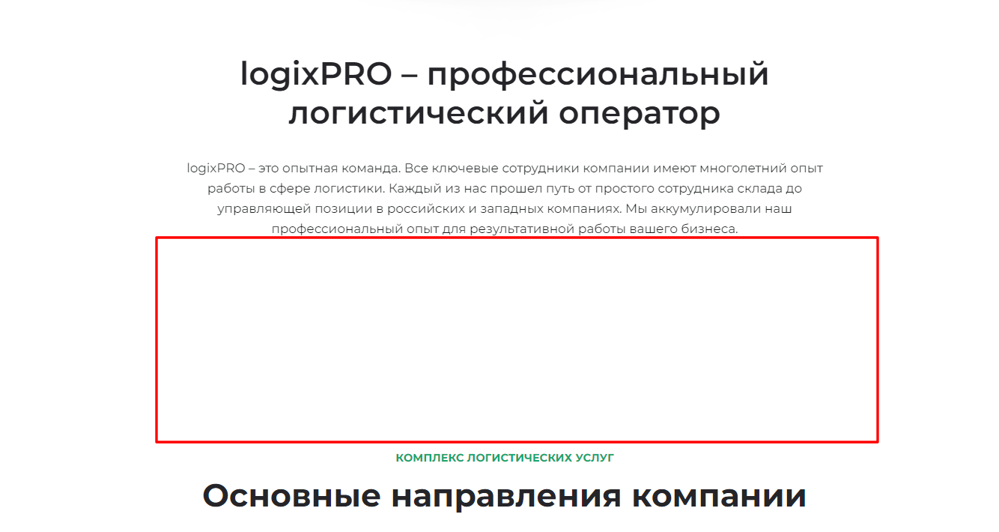 logixPRO – профессиональный
логистический оператор
logixPRO – это опытная команда. Все ключевые сотрудники компании имеют многолетний опыт
работы в сфере логистики. Каждый из нас прошел путь от простого сотрудника склада до
управляющей позиции в российских и западных компаниях. Мы аккумулировали наш
профессиональный опыт для результативной работы вашего бизнеса.
КОМПЛЕКС ЛОГИСТИЧЕСКИХ УСЛУГ
Основные направления компании